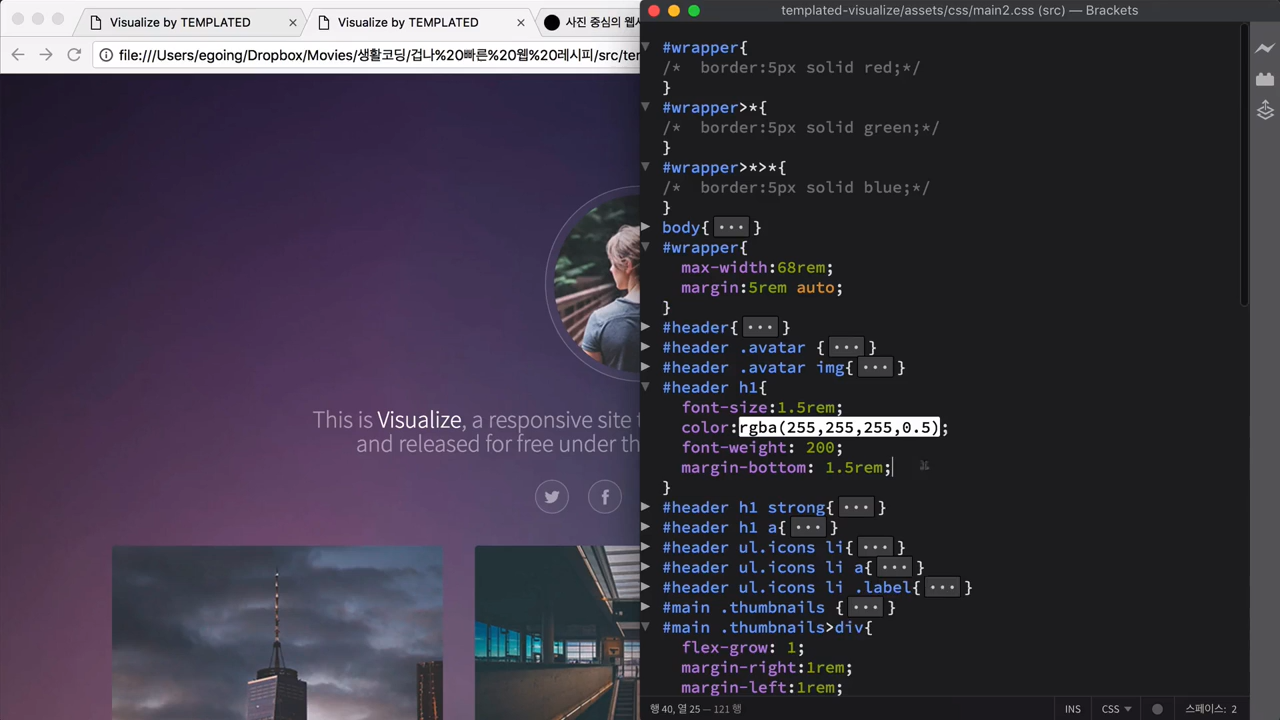 Visualize by TEMPLATED
Visualize by TEMPLATED
사진 중심의 웹사
file:///Users/egoing/Dropbox/Movies/생활코딩/겁나%20빠른%20웹%20레시피/src/tem
This is Visualize, a responsive site t
and released for free under th
templated-visualize/assets/css/main2.css (src) — Brackets
#wrapper{
/*  border:5px solid red;*/
}
#wrapper>*{
/*  border:5px solid green;*/
}
#wrapper>*>*{
/*  border:5px solid blue;*/
}
body{ ... }
#wrapper{
max-width:68rem;
margin:5rem auto;
}
#header{ ... }
#header .avatar { ... }
#header .avatar img{ ... }
#header h1{
font-size:1.5rem;
color:rgba(255,255,255,0.5);
font-weight: 200;
margin-bottom: 1.5rem;
}
#header h1 strong{ ... }
#header h1 a{ ... }
#header ul.icons li{ ... }
#header ul.icons li a{ ... }
#header ul.icons li .label{ ... }
#main .thumbnails { ... }
#main .thumbnails>div{
flex-grow: 1;
margin-right:1rem;
margin-left:1rem;
행 40, 열 25 — 121 행
INS CSS 스페이스: 2